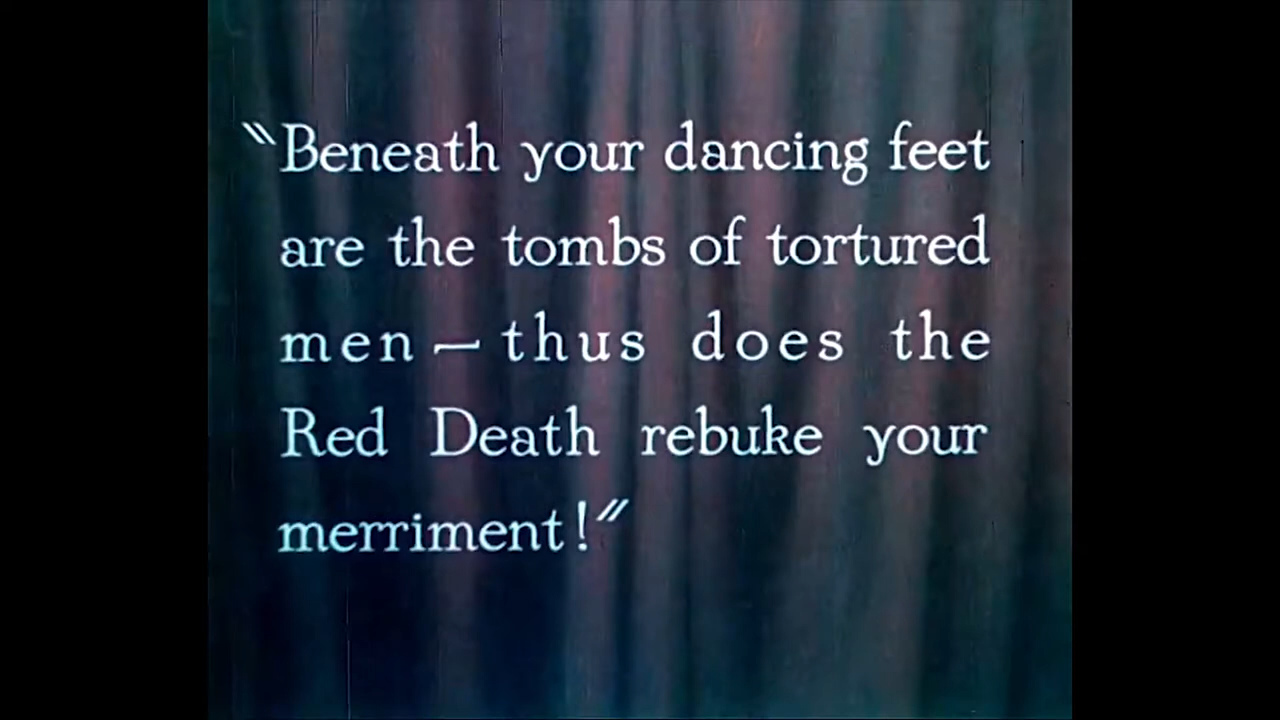 "Beneath your dancing feet
are the tombs of tortured
men — thus does the
Red Death rebuke your
merriment!"